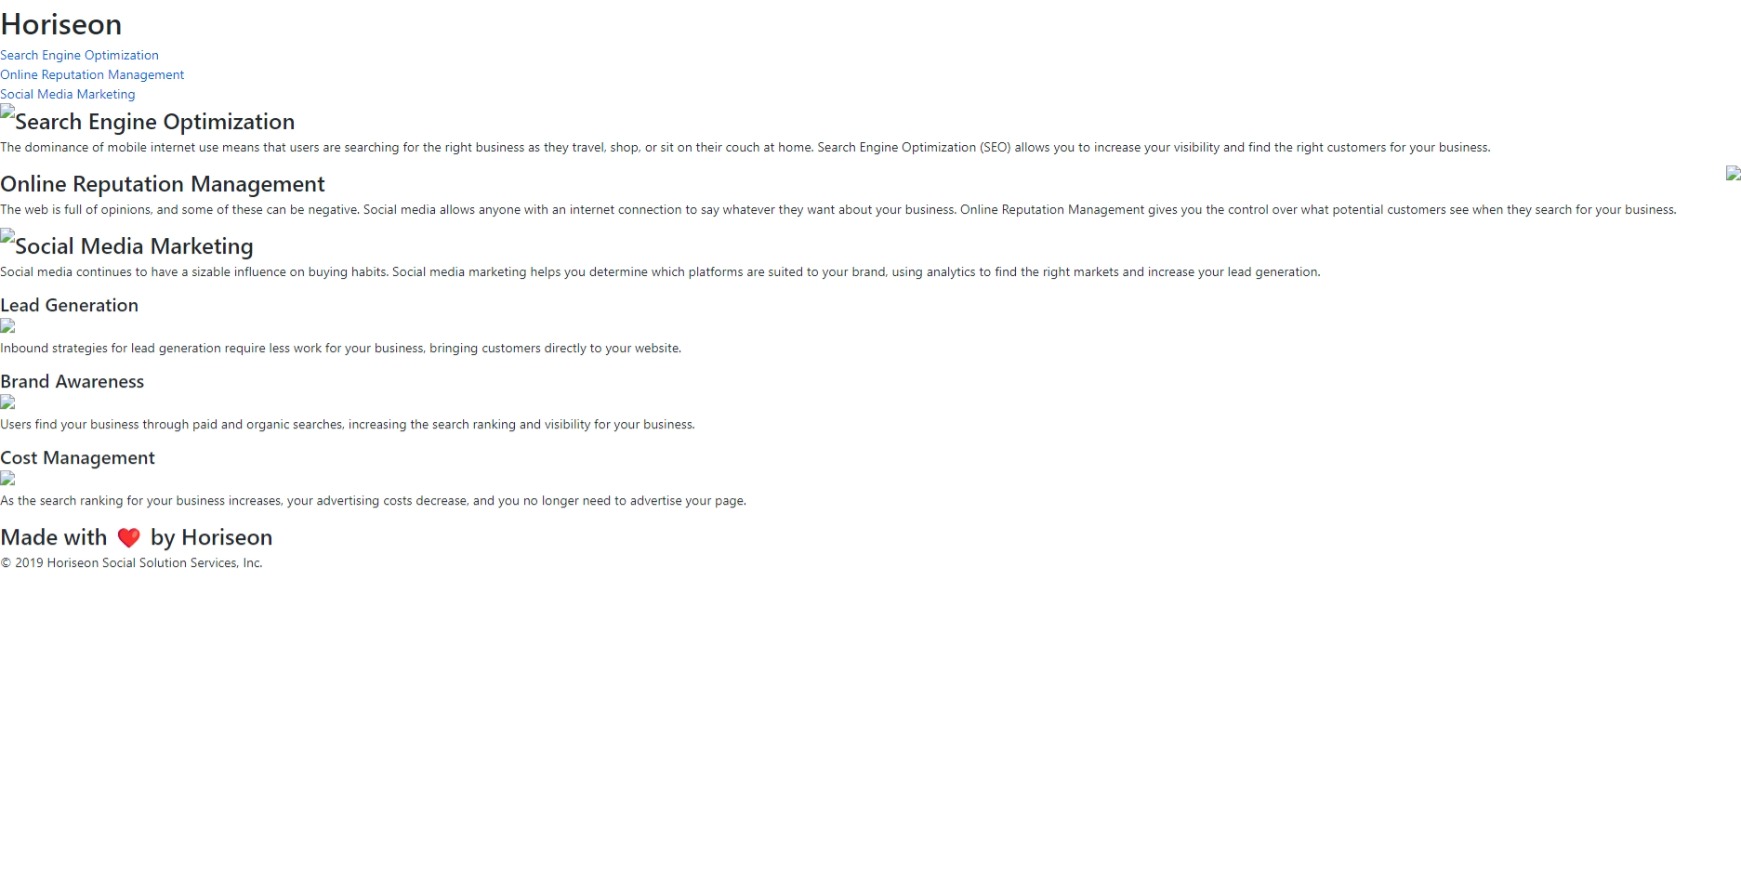 Horiseon
Search Engine Optimization
Online Reputation Management
Social Media Marketing
Search Engine Optimization
The dominance of mobile internet use means that users are searching for the right business as they travel, shop, or sit on their couch at home. Search Engine Optimization (SEO) allows you to increase your visibility and find the right customers for your business.
Online Reputation Management
The web is full of opinions, and some of these can be negative. Social media allows anyone with an internet connection to say whatever they want about your business. Online Reputation Management gives you the control over what potential customers see when they search for your business.
Social Media Marketing
Social media continues to have a sizable influence on buying habits. Social media marketing helps you determine which platforms are suited to your brand, using analytics to find the right markets and increase your lead generation.
Lead Generation
Inbound strategies for lead generation require less work for your business, bringing customers directly to your website.
Brand Awareness
Users find your business through paid and organic searches, increasing the search ranking and visibility for your business.
Cost Management
As the search ranking for your business increases, your advertising costs decrease, and you no longer need to advertise your page.
Made with ❤️ by Horiseon
© 2019 Horiseon Social Solution Services, Inc.